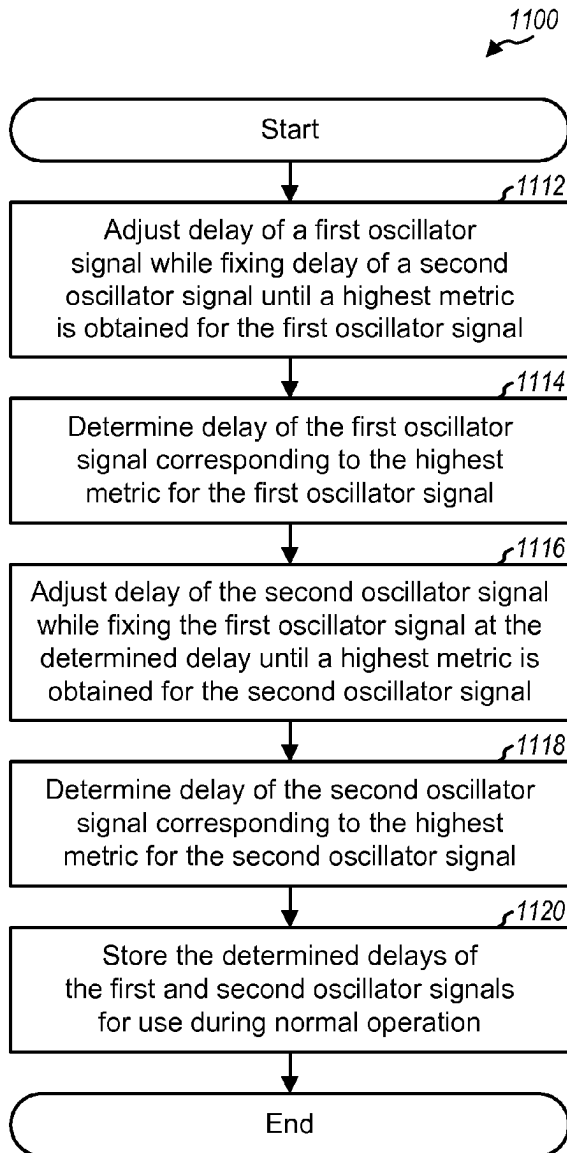 1100
Start
1112
Adjust delay of a first oscillator
signal while fixing delay of a second
oscillator signal until a highest metric
is obtained for the first oscillator signal
1114
Determine delay of the first oscillator
signal corresponding to the highest
metric for the first oscillator signal
1116
Adjust delay of the second oscillator signal
while fixing the first oscillator signal at the
determined delay until a highest metric is
obtained for the second oscillator signal
1118
Determine delay of the second oscillator
signal corresponding to the highest
metric for the second oscillator signal
1120
Store the determined delays of
the first and second oscillator signals
for use during normal operation
End